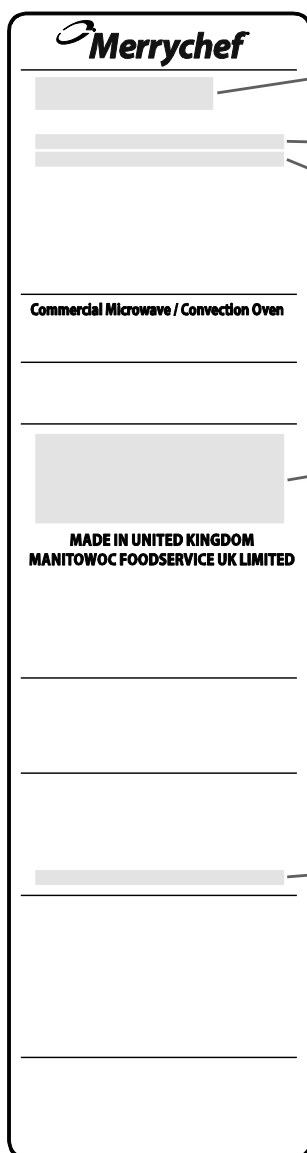 Merrychef
Commercial Microwave / Convection Oven
MADE IN UNITED KINGDOM
MANITOWOC FOODSERVICE UK LIMITED